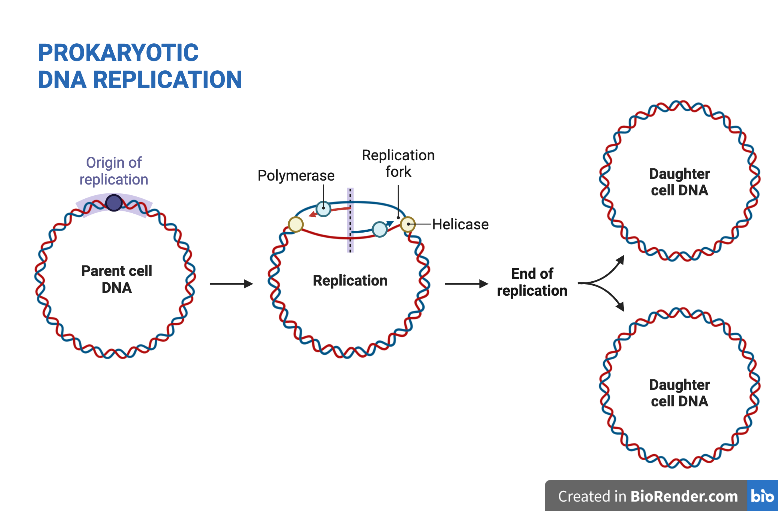 PROKARYOTIC
DNA REPLICATION
Origin of
replication
Parent cell
DNA
Polymerase
Replication
fork
Helicase
Replication
End of
replication
Daughter
cell DNA
Daughter
cell DNA
Created in BioRender.com bio